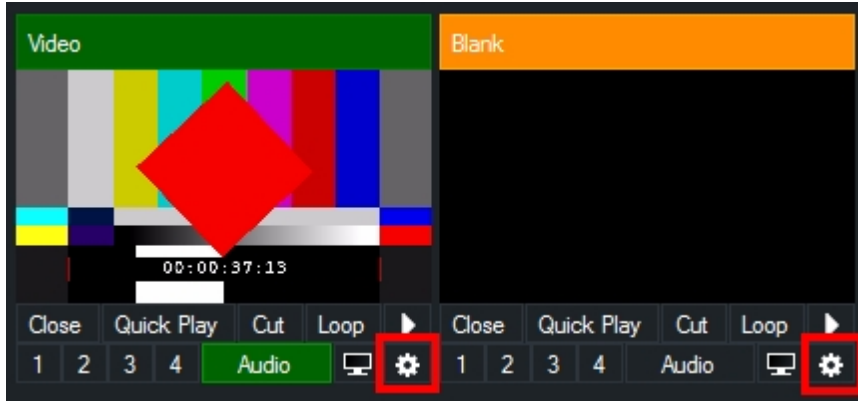 Video
Blank
00:00:37:13
Close Quick Play Cut Loop
Close Quick Play Cut Loop
1 2 3 4 Audio
1 2 3 4 Audio